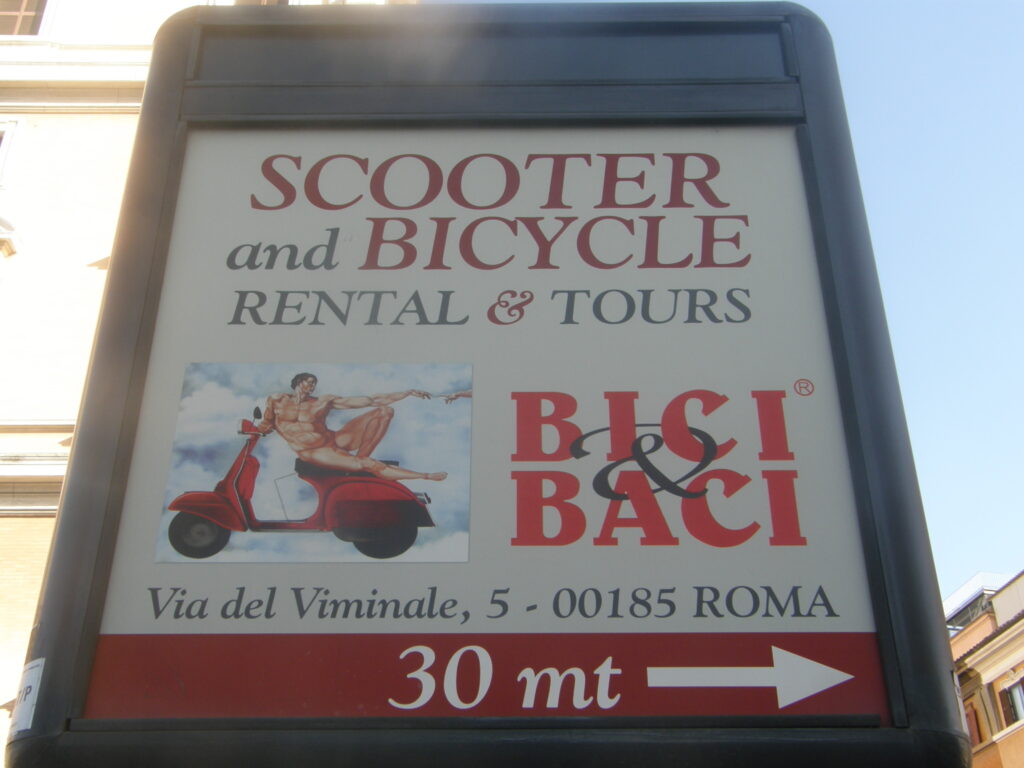 SCOOTER
and BICYCLE
RENTAL & TOURS
BICI ®
&
BACI
Via del Viminale, 5 - 00185 ROMA
30 mt